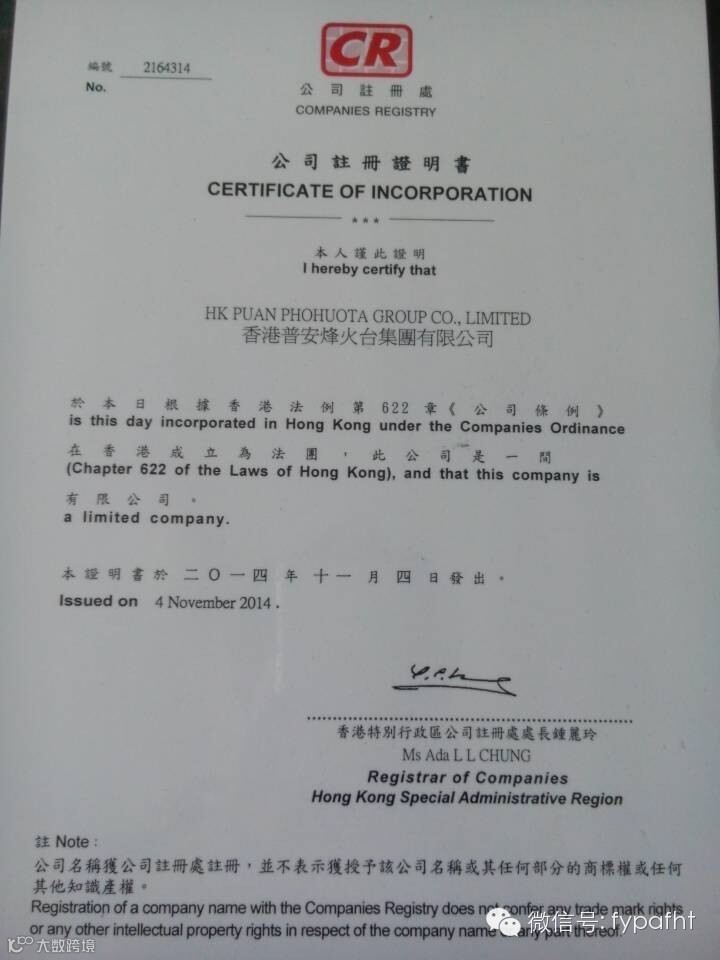 CR
編號 2164314
No.
公司註冊處
COMPANIES REGISTRY
公司註冊證明書
CERTIFICATE OF INCORPORATION
***
本人謹此證明
I hereby certify that
HK PUAN PHOHUOTA GROUP CO., LIMITED
香港普安烽火台集團有限公司
於本日根據香港法例第622章《公司條例》
is this day incorporated in Hong Kong under the Companies Ordinance
在香港成立為法團，此公司是一間
(Chapter 622 of the Laws of Hong Kong), and that this company is
有限公司。
a limited company.
本證明書於二〇一四年十一月四日發出。
Issued on 4 November 2014.
香港特別行政區公司註冊處處長鍾麗玲
Ms Ada L L CHUNG
Registrar of Companies
Hong Kong Special Administrative Region
註 Note:
公司名稱獲公司註冊處註冊，並不表示獲授予該公司名稱或其任何部分的商標權或任何
其他知識產權。
Registration of a company name with the Companies Registry does not confer any trade mark rights
or any other intellectual property rights in respect of the company name or any part thereof.
微信号: fypafht
大数跨境